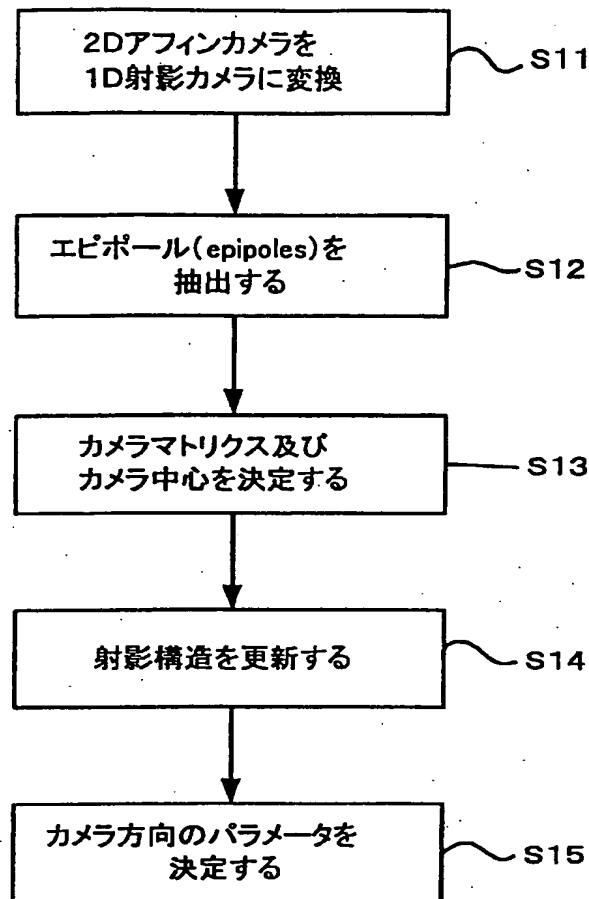 2Dアフィンカメラを
1D射影カメラに変換
S11
エピポール(epipoles)を
抽出する
S12
カメラマトリクス及び
カメラ中心を決定する
S13
射影構造を更新する
S14
カメラ方向のパラメータを
決定する
S15